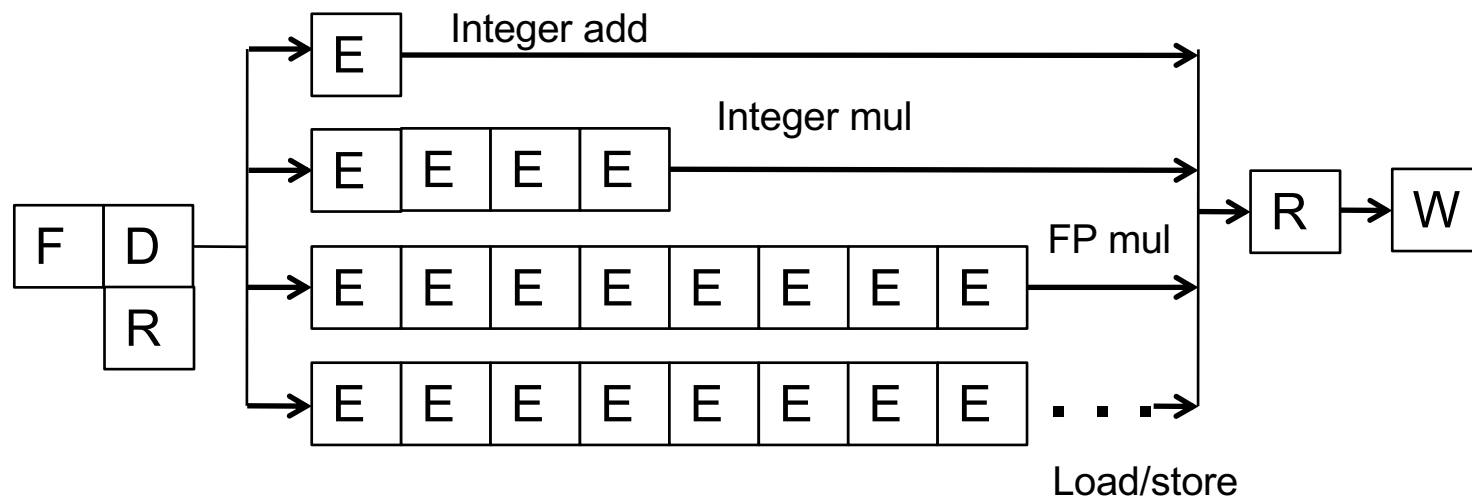 E Integer add
E E E E Integer mul
F D
R
E E E E E E E E FP mul
R W
E E E E E E E E . . .
Load/store